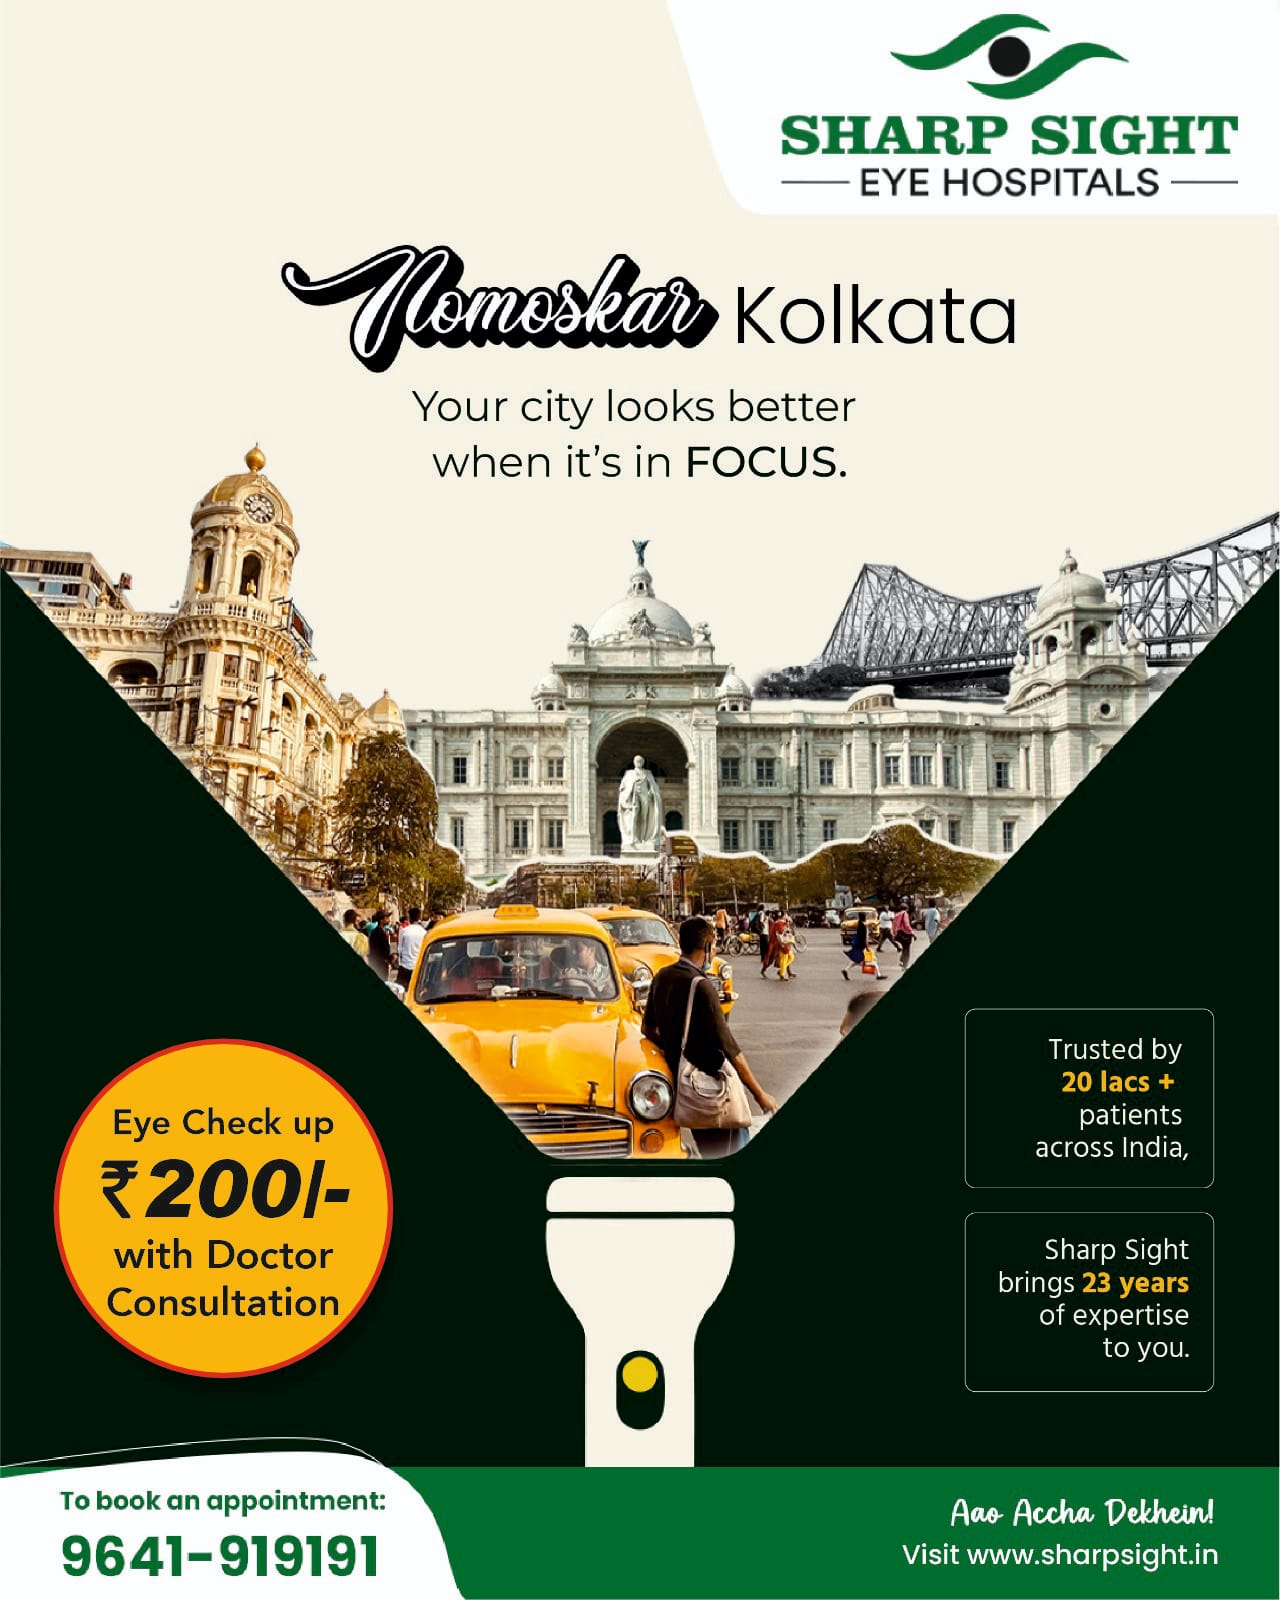 SHARP SIGHT
EYE HOSPITALS
Nomoskar Kolkata
Your city looks better
when it's in FOCUS.
Eye Check up
₹200/-
with Doctor
Consultation
Trusted by
20 lacs +
patients
across India,
Sharp Sight
brings 23 years
of expertise
to you.
To book an appointment:
9641-919191
Aao Accha Dekhein!
Visit www.sharpsight.in